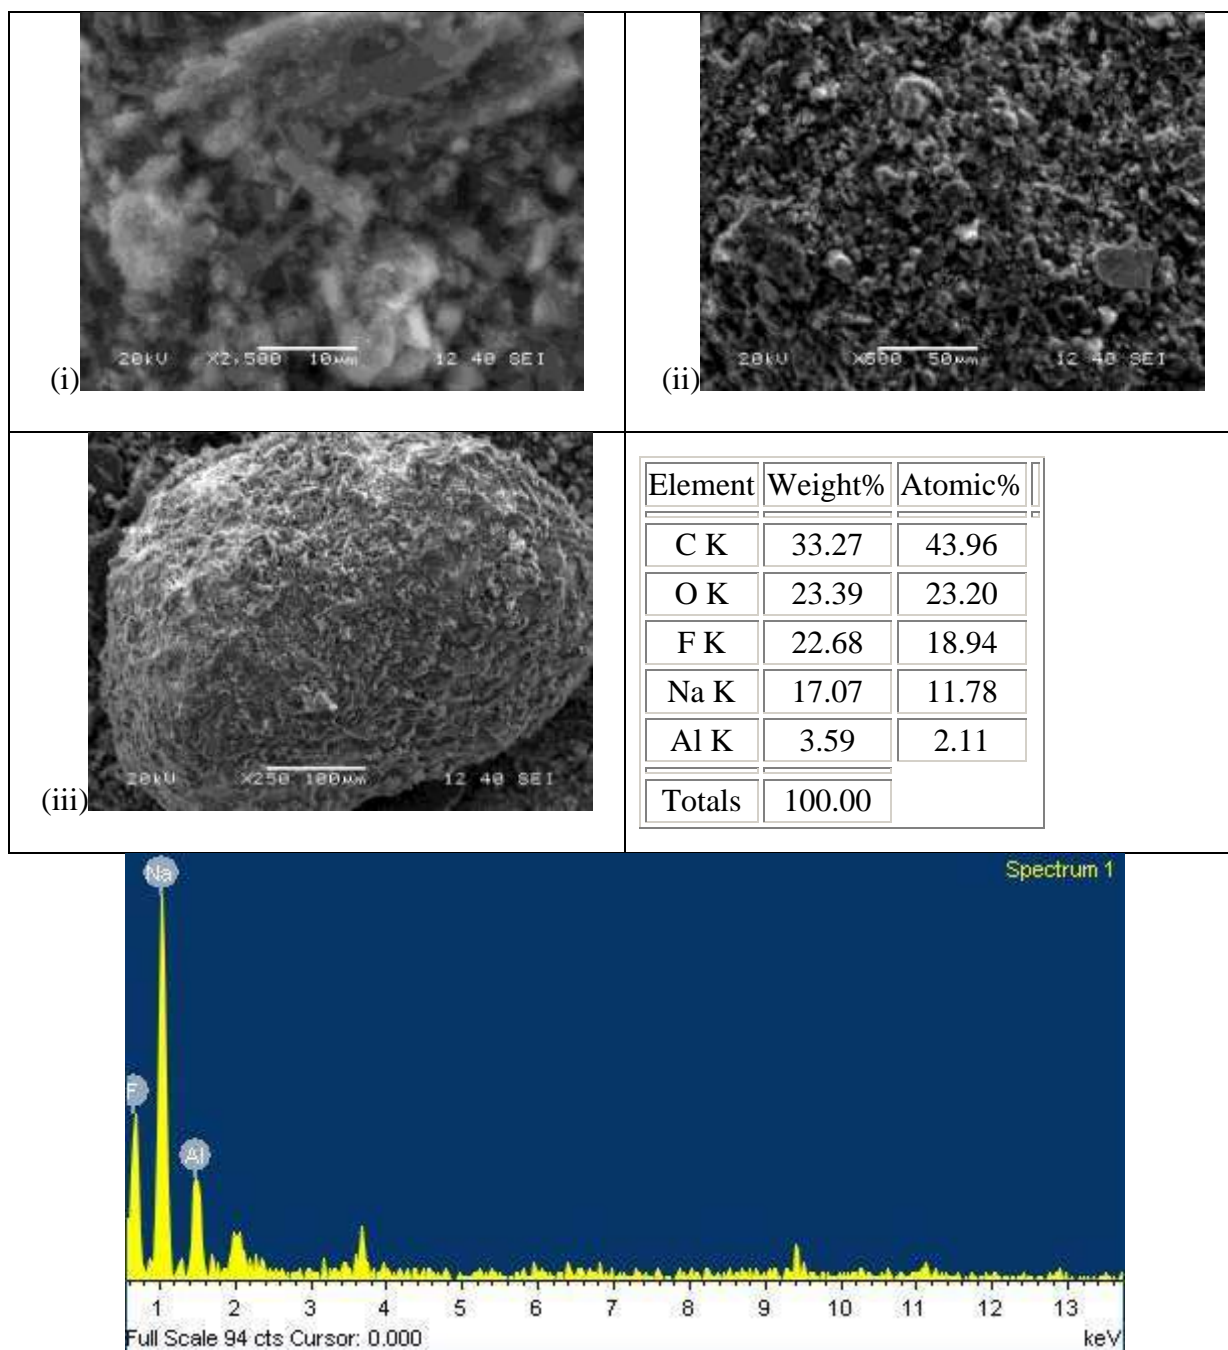 20kV X2,500 10µm 12 40 SEI
(i)
20kV X500 50µm 12 40 SEI
(ii)
20kV X250 100µm 12 40 SEI
(iii)
Element Weight% Atomic%
C K 33.27 43.96
O K 23.39 23.20
F K 22.68 18.94
Na K 17.07 11.78
Al K 3.59 2.11
Totals 100.00
Spectrum 1
Na
F
Al
1 2 3 4 5 6 7 8 9 10 11 12 13
Full Scale 94 cts Cursor: 0.000 keV